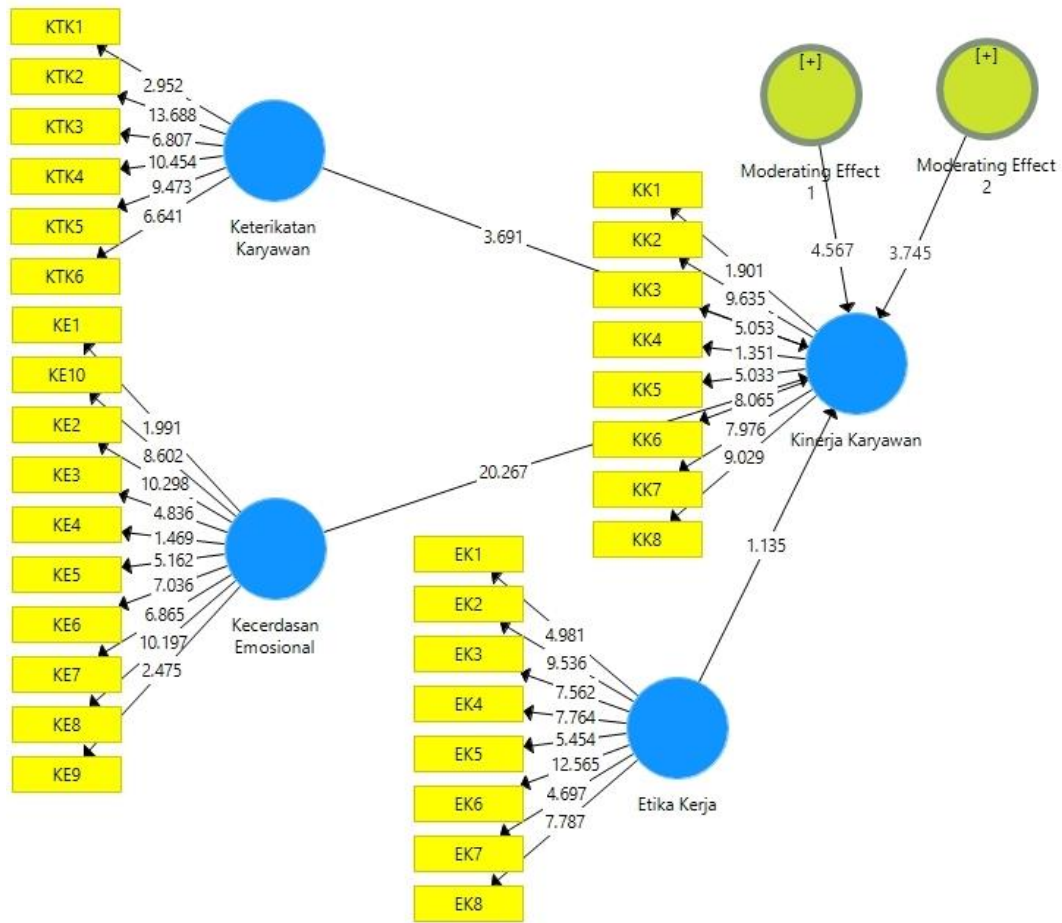 KTK1
KTK2
KTK3
KTK4
KTK5
KTK6
2.952
13.688
6.807
10.454
9.473
6.641
Keterikatan
Karyawan
3.691
[+]
Moderating Effect
1
[+]
Moderating Effect
2
4.567
3.745
KE1
KE10
KE2
KE3
KE4
KE5
KE6
KE7
KE8
KE9
1.991
8.602
10.298
4.836
1.469
5.162
7.036
6.865
10.197
2.475
Kecerdasan
Emosional
20.267
KK1
KK2
KK3
KK4
KK5
KK6
KK7
KK8
1.901
9.635
5.053
1.351
5.033
8.065
7.976
9.029
Kinerja Karyawan
1.135
EK1
EK2
EK3
EK4
EK5
EK6
EK7
EK8
4.981
9.536
7.562
7.764
5.454
12.565
4.697
7.787
Etika Kerja